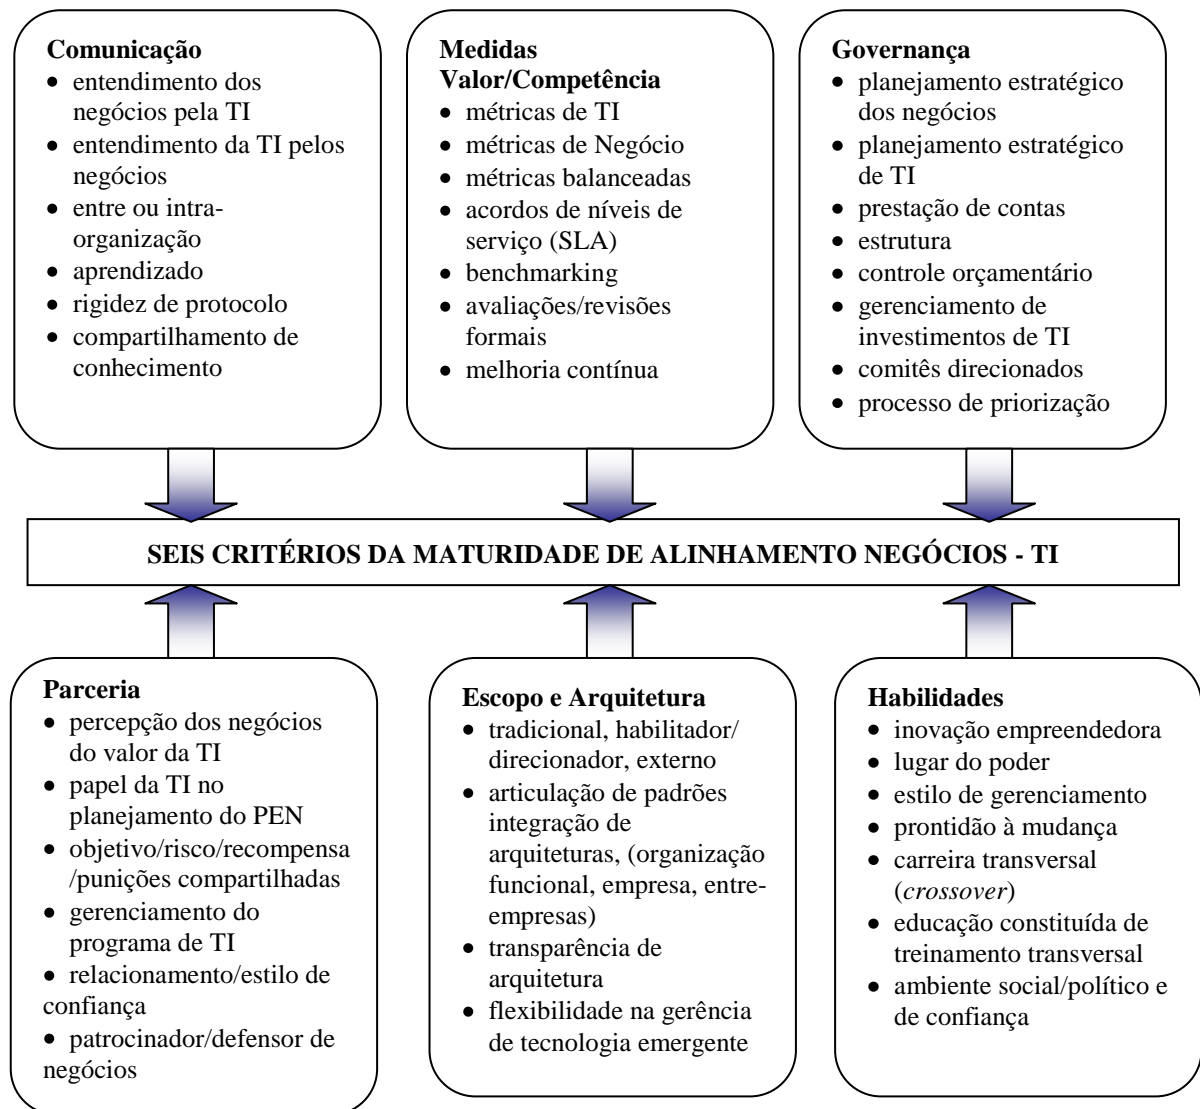 Comunicação
• entendimento dos
negócios pela TI
• entendimento da TI pelos
negócios
• entre ou intra-
organização
• aprendizado
• rigidez de protocolo
• compartilhamento de
conhecimento
Medidas
Valor/Competência
• métricas de TI
• métricas de Negócio
• métricas balanceadas
• acordos de níveis de
serviço (SLA)
• benchmarking
• avaliações/revisões
formais
• melhoria contínua
Governança
• planejamento estratégico
dos negócios
• planejamento estratégico
de TI
• prestação de contas
• estrutura
• controle orçamentário
• gerenciamento de
investimentos de TI
• comitês direcionados
• processo de priorização
SEIS CRITÉRIOS DA MATURIDADE DE ALINHAMENTO NEGÓCIOS - TI
Parceria
• percepção dos negócios
do valor da TI
• papel da TI no
planejamento do PEN
• objetivo/risco/recompensa
/punições compartilhadas
• gerenciamento do
programa de TI
• relacionamento/estilo de
confiança
• patrocinador/defensor de
negócios
Escopo e Arquitetura
• tradicional, habilitador/
direcionador, externo
• articulação de padrões
integração de
arquiteturas, (organização
funcional, empresa, entre-
empresas)
• transparência de
arquitetura
• flexibilidade na gerência
de tecnologia emergente
Habilidades
• inovação empreendedora
• lugar do poder
• estilo de gerenciamento
• prontidão à mudança
• carreira transversal
(crossover)
• educação constituída de
treinamento transversal
• ambiente social/político e
de confiança